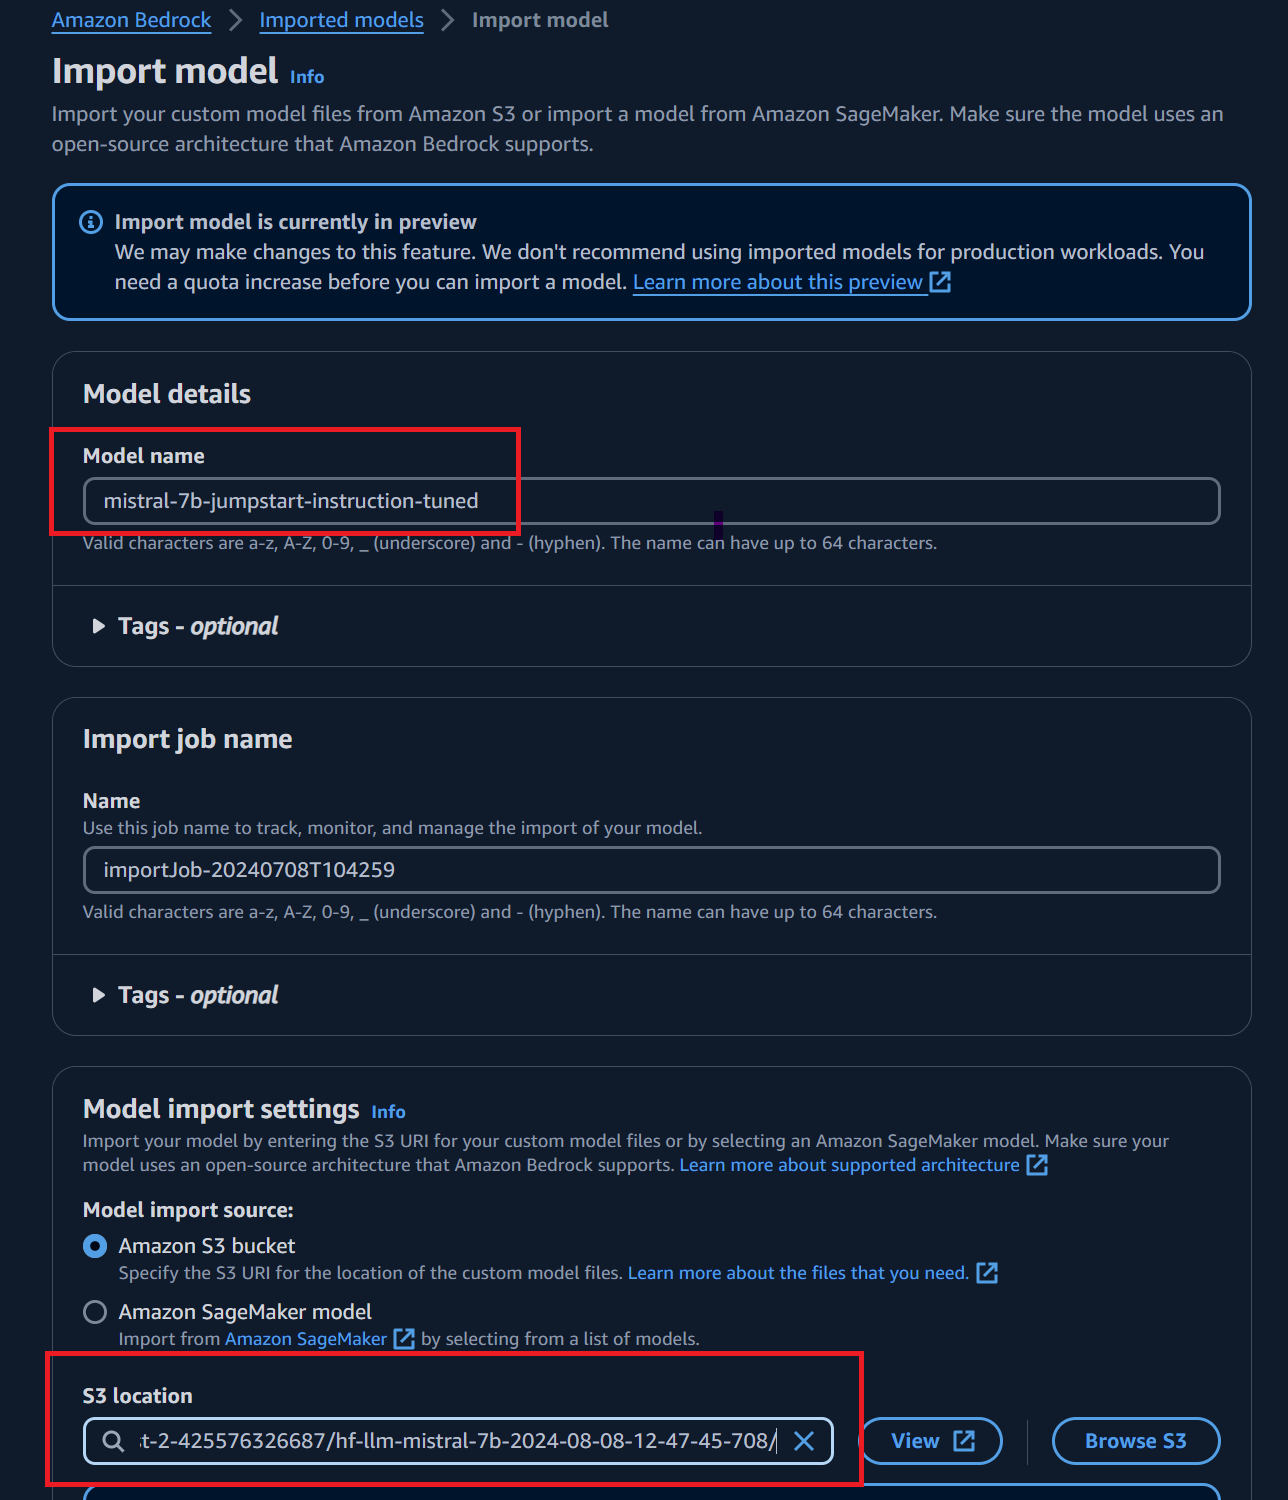 Amazon Bedrock > Imported models > Import model
Import model Info
Import your custom model files from Amazon S3 or import a model from Amazon SageMaker. Make sure the model uses an
open-source architecture that Amazon Bedrock supports.
Import model is currently in preview
We may make changes to this feature. We don't recommend using imported models for production workloads. You
need a quota increase before you can import a model. Learn more about this preview
Model details
Model name
mistral-7b-jumpstart-instruction-tuned
Valid characters are a-z, A-Z, 0-9, _ (underscore) and - (hyphen). The name can have up to 64 characters.
Tags - optional
Import job name
Name
Use this job name to track, monitor, and manage the import of your model.
importJob-20240708T104259
Valid characters are a-z, A-Z, 0-9, _ (underscore) and - (hyphen). The name can have up to 64 characters.
Tags - optional
Model import settings Info
Import your model by entering the S3 URI for your custom model files or by selecting an Amazon SageMaker model. Make sure your
model uses an open-source architecture that Amazon Bedrock supports. Learn more about supported architecture
Model import source:
Amazon S3 bucket
Specify the S3 URI for the location of the custom model files. Learn more about the files that you need.
Amazon SageMaker model
Import from Amazon SageMaker by selecting from a list of models.
S3 location
t-2-425576326687/hf-llm-mistral-7b-2024-08-08-12-47-45-708/ View Browse S3